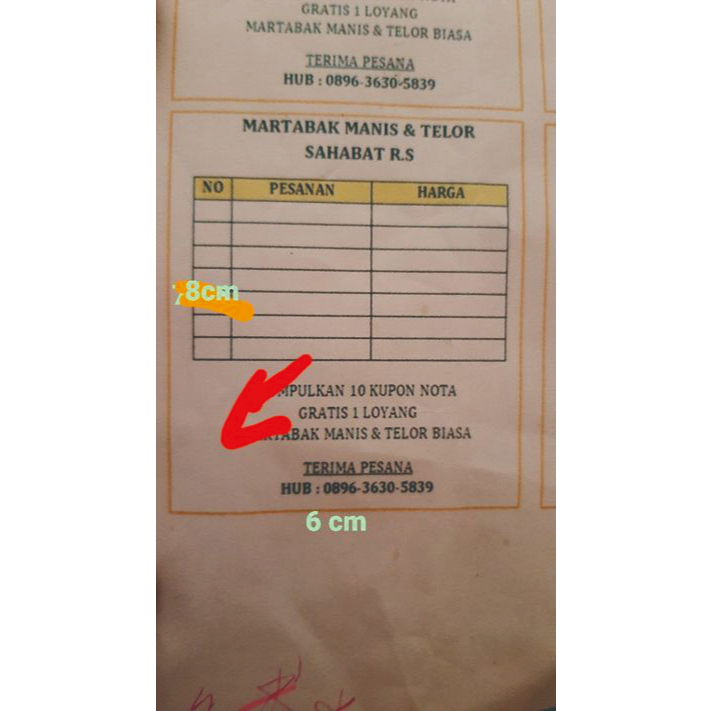 GRATIS 1 LOYANG
MARTABAK MANIS & TELOR BIASA
TERIMA PESANA
HUB : 0896-3630-5839
MARTABAK MANIS & TELOR
SAHABAT R.S
NO PESANAN HARGA
8cm
MPULKAN 10 KUPON NOTA
GRATIS 1 LOYANG
TABAK MANIS & TELOR BIASA
TERIMA PESANA
HUB : 0896-3630-5839
6 cm